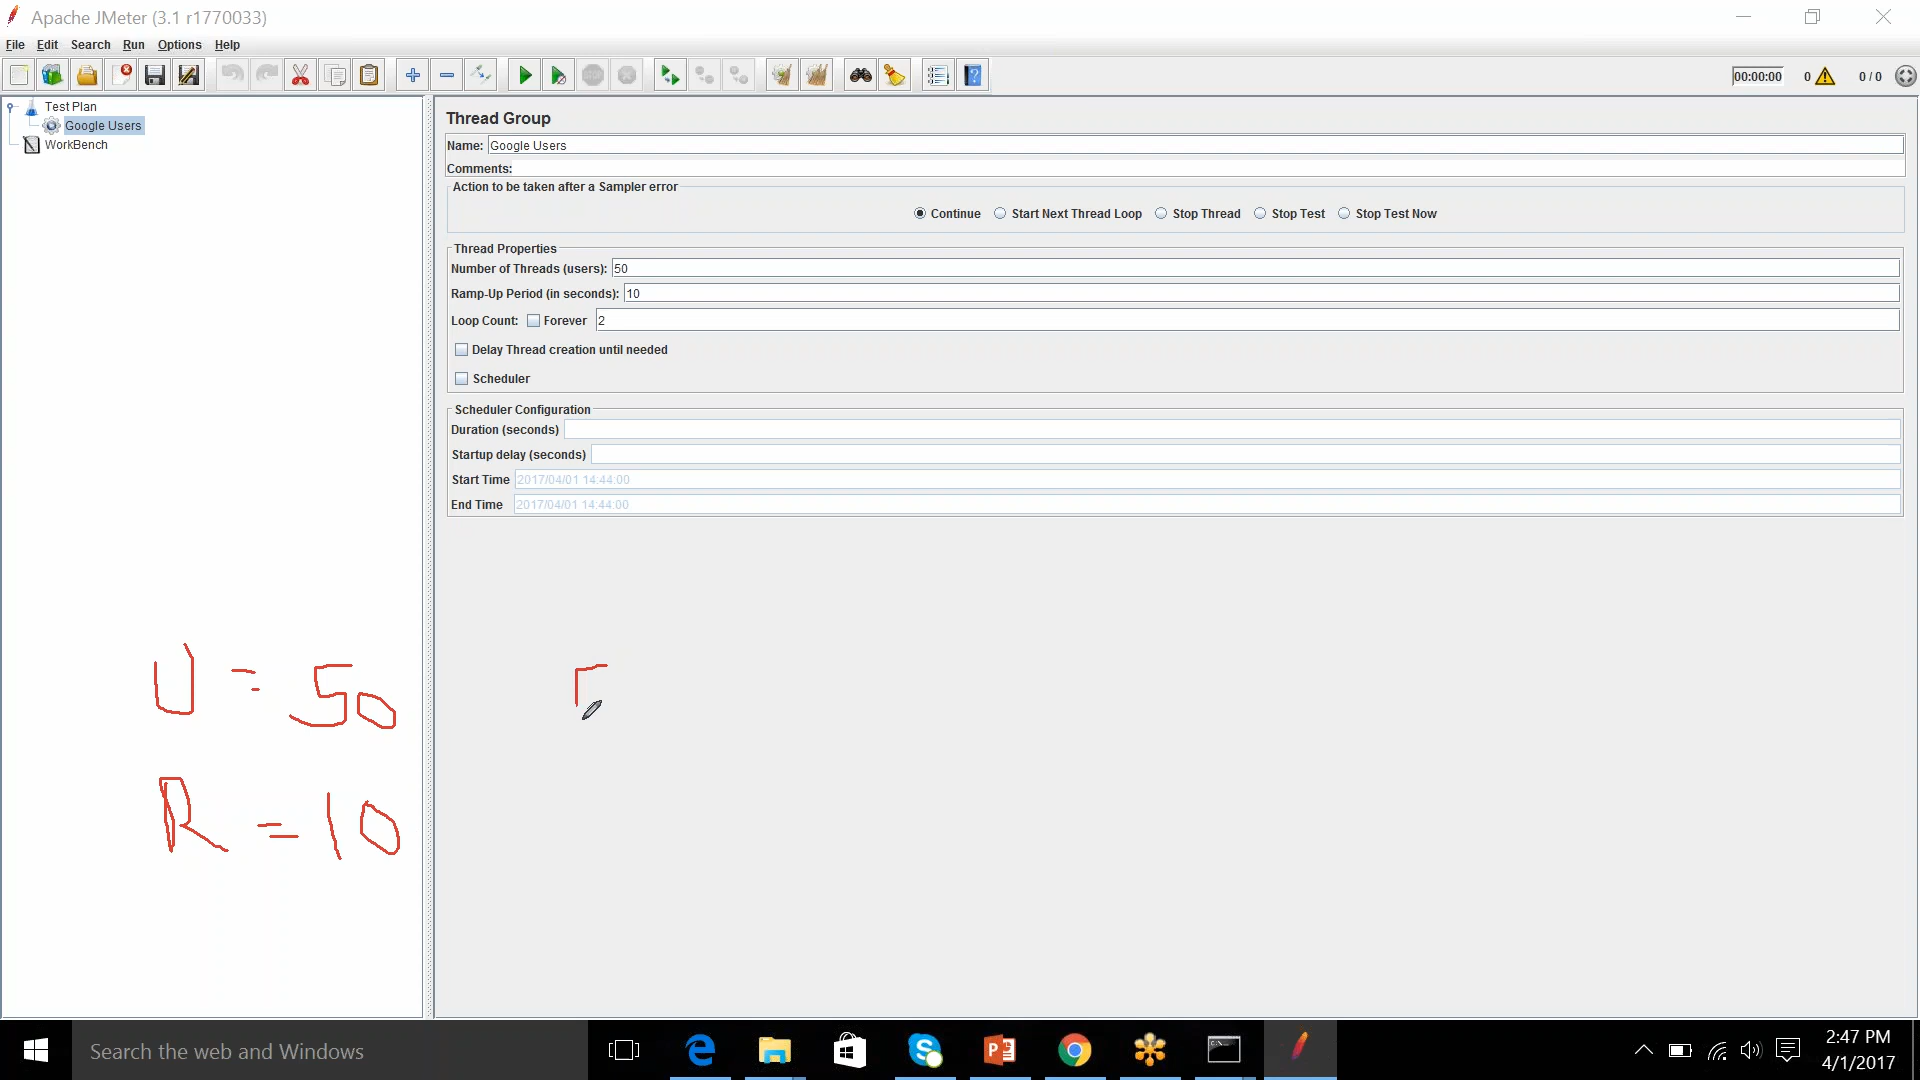 Apache JMeter (3.1 r1770033)
File Edit Search Run Options Help
00:00:00 0 0 / 0
Test Plan
Google Users
WorkBench
Thread Group
Name: Google Users
Comments:
Action to be taken after a Sampler error
Continue Start Next Thread Loop Stop Thread Stop Test Stop Test Now
Thread Properties
Number of Threads (users): 50
Ramp-Up Period (in seconds): 10
Loop Count: Forever 2
Delay Thread creation until needed
Scheduler
Scheduler Configuration
Duration (seconds)
Startup delay (seconds)
Start Time 2017/04/01 14:44:00
End Time 2017/04/01 14:44:00
U = 50
R = 10
Search the web and Windows
2:47 PM
4/1/2017